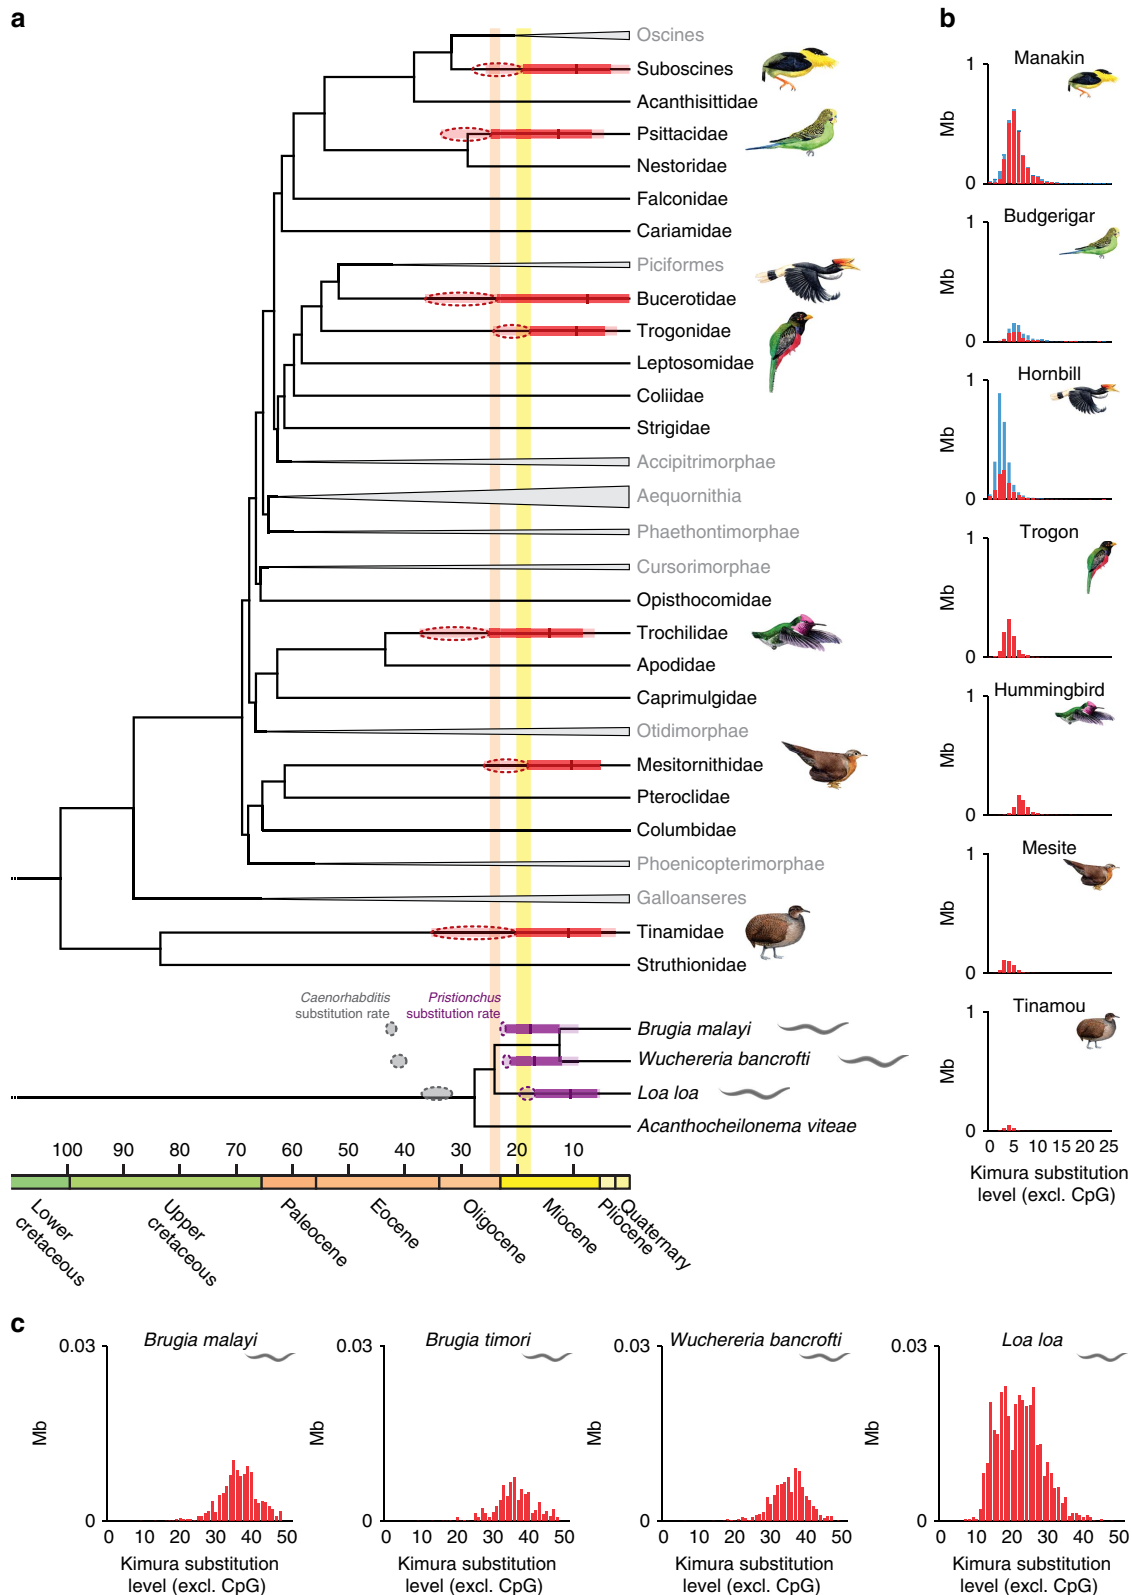 a
Oscines
Suboscines
Acanthisittidae
Psittacidae
Nestoridae
Falconidae
Cariamidae
Piciformes
Bucerotidae
Trogonidae
Leptosomidae
Coliidae
Strigidae
Accipitrimorphae
Aequornithia
Phaethontimorphae
Cursorimorphae
Opisthocomidae
Trochilidae
Apodidae
Caprimulgidae
Otidimorphae
Mesitornithidae
Pteroclidae
Columbidae
Phoenicopterimorphae
Galloanseres
Tinamidae
Struthionidae
Caenorhabditis
substitution rate
Pristionchus
substitution rate
Brugia malayi
Wuchereria bancrofti
Loa loa
Acanthocheilonema viteae
100 90 80 70 60 50 40 30 20 10
Lower
cretaceous
Upper
cretaceous
Paleocene
Eocene
Oligocene
Miocene
Pliocene
Quaternary
b
Manakin
1
Mb
0
Budgerigar
1
Mb
0
Hornbill
1
Mb
0
Trogon
1
Mb
0
Hummingbird
1
Mb
0
Mesite
1
Mb
0
Tinamou
1
Mb
0
0 5 10 15 20 25
Kimura substitution
level (excl. CpG)
c
Brugia malayi
0.03
Mb
0
0 10 20 30 40 50
Kimura substitution
level (excl. CpG)
Brugia timori
0.03
Mb
0
0 10 20 30 40 50
Kimura substitution
level (excl. CpG)
Wuchereria bancrofti
0.03
Mb
0
0 10 20 30 40 50
Kimura substitution
level (excl. CpG)
Loa loa
0.03
Mb
0
0 10 20 30 40 50
Kimura substitution
level (excl. CpG)